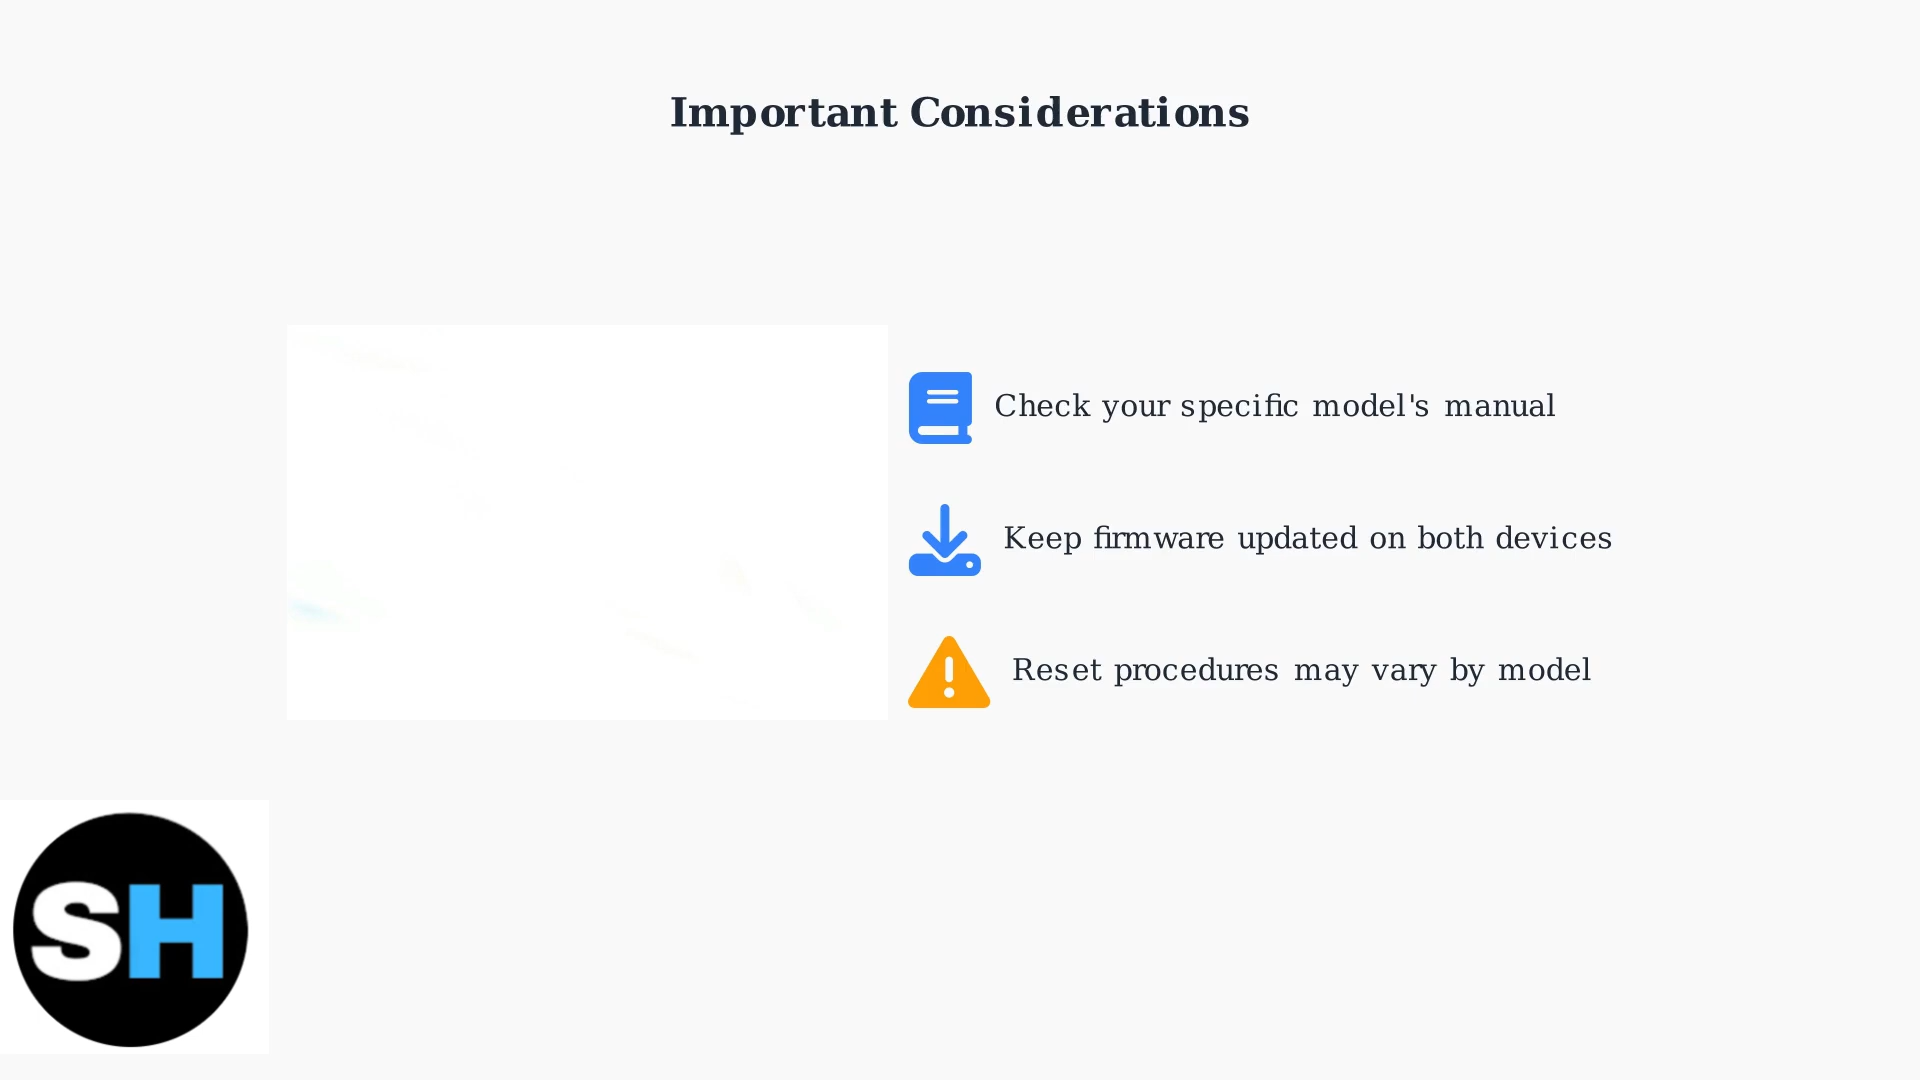 Important Considerations
Check your specific model's manual
Keep firmware updated on both devices
Reset procedures may vary by model
SH